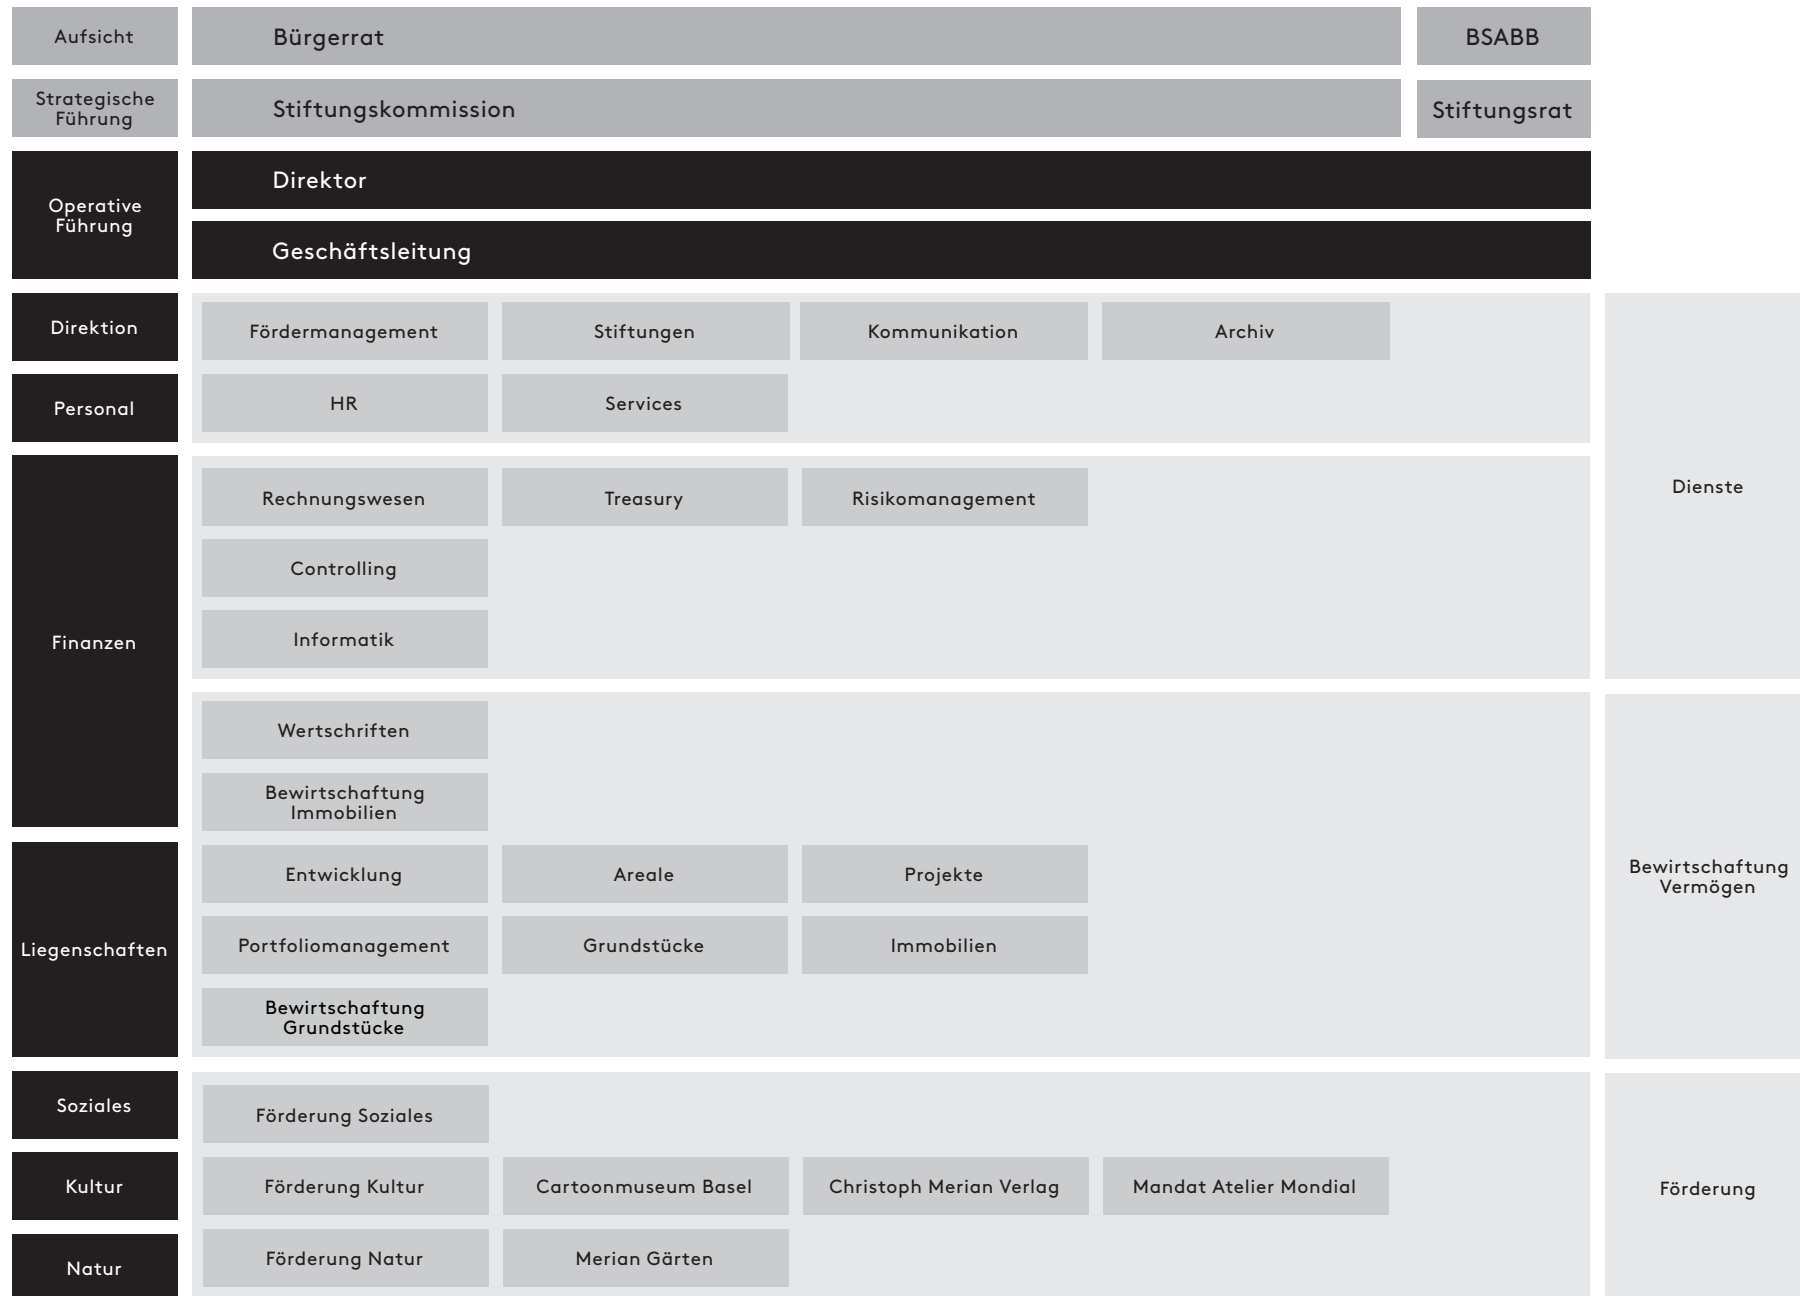 Aufsicht
Bürgerrat
BSABB
Strategische
Führung
Stiftungskommission
Stiftungsrat
Operative
Führung
Direktor
Geschäftsleitung
Direktion
Fördermanagement
Stiftungen
Kommunikation
Archiv
Personal
HR
Services
Dienste
Finanzen
Rechnungswesen
Treasury
Risikomanagement
Controlling
Informatik
Wertschriften
Bewirtschaftung
Immobilien
Liegenschaften
Entwicklung
Areale
Projekte
Bewirtschaftung
Vermögen
Portfoliomanagement
Grundstücke
Immobilien
Bewirtschaftung
Grundstücke
Soziales
Förderung Soziales
Kultur
Förderung Kultur
Cartoonmuseum Basel
Christoph Merian Verlag
Mandat Atelier Mondial
Förderung
Natur
Förderung Natur
Merian Gärten